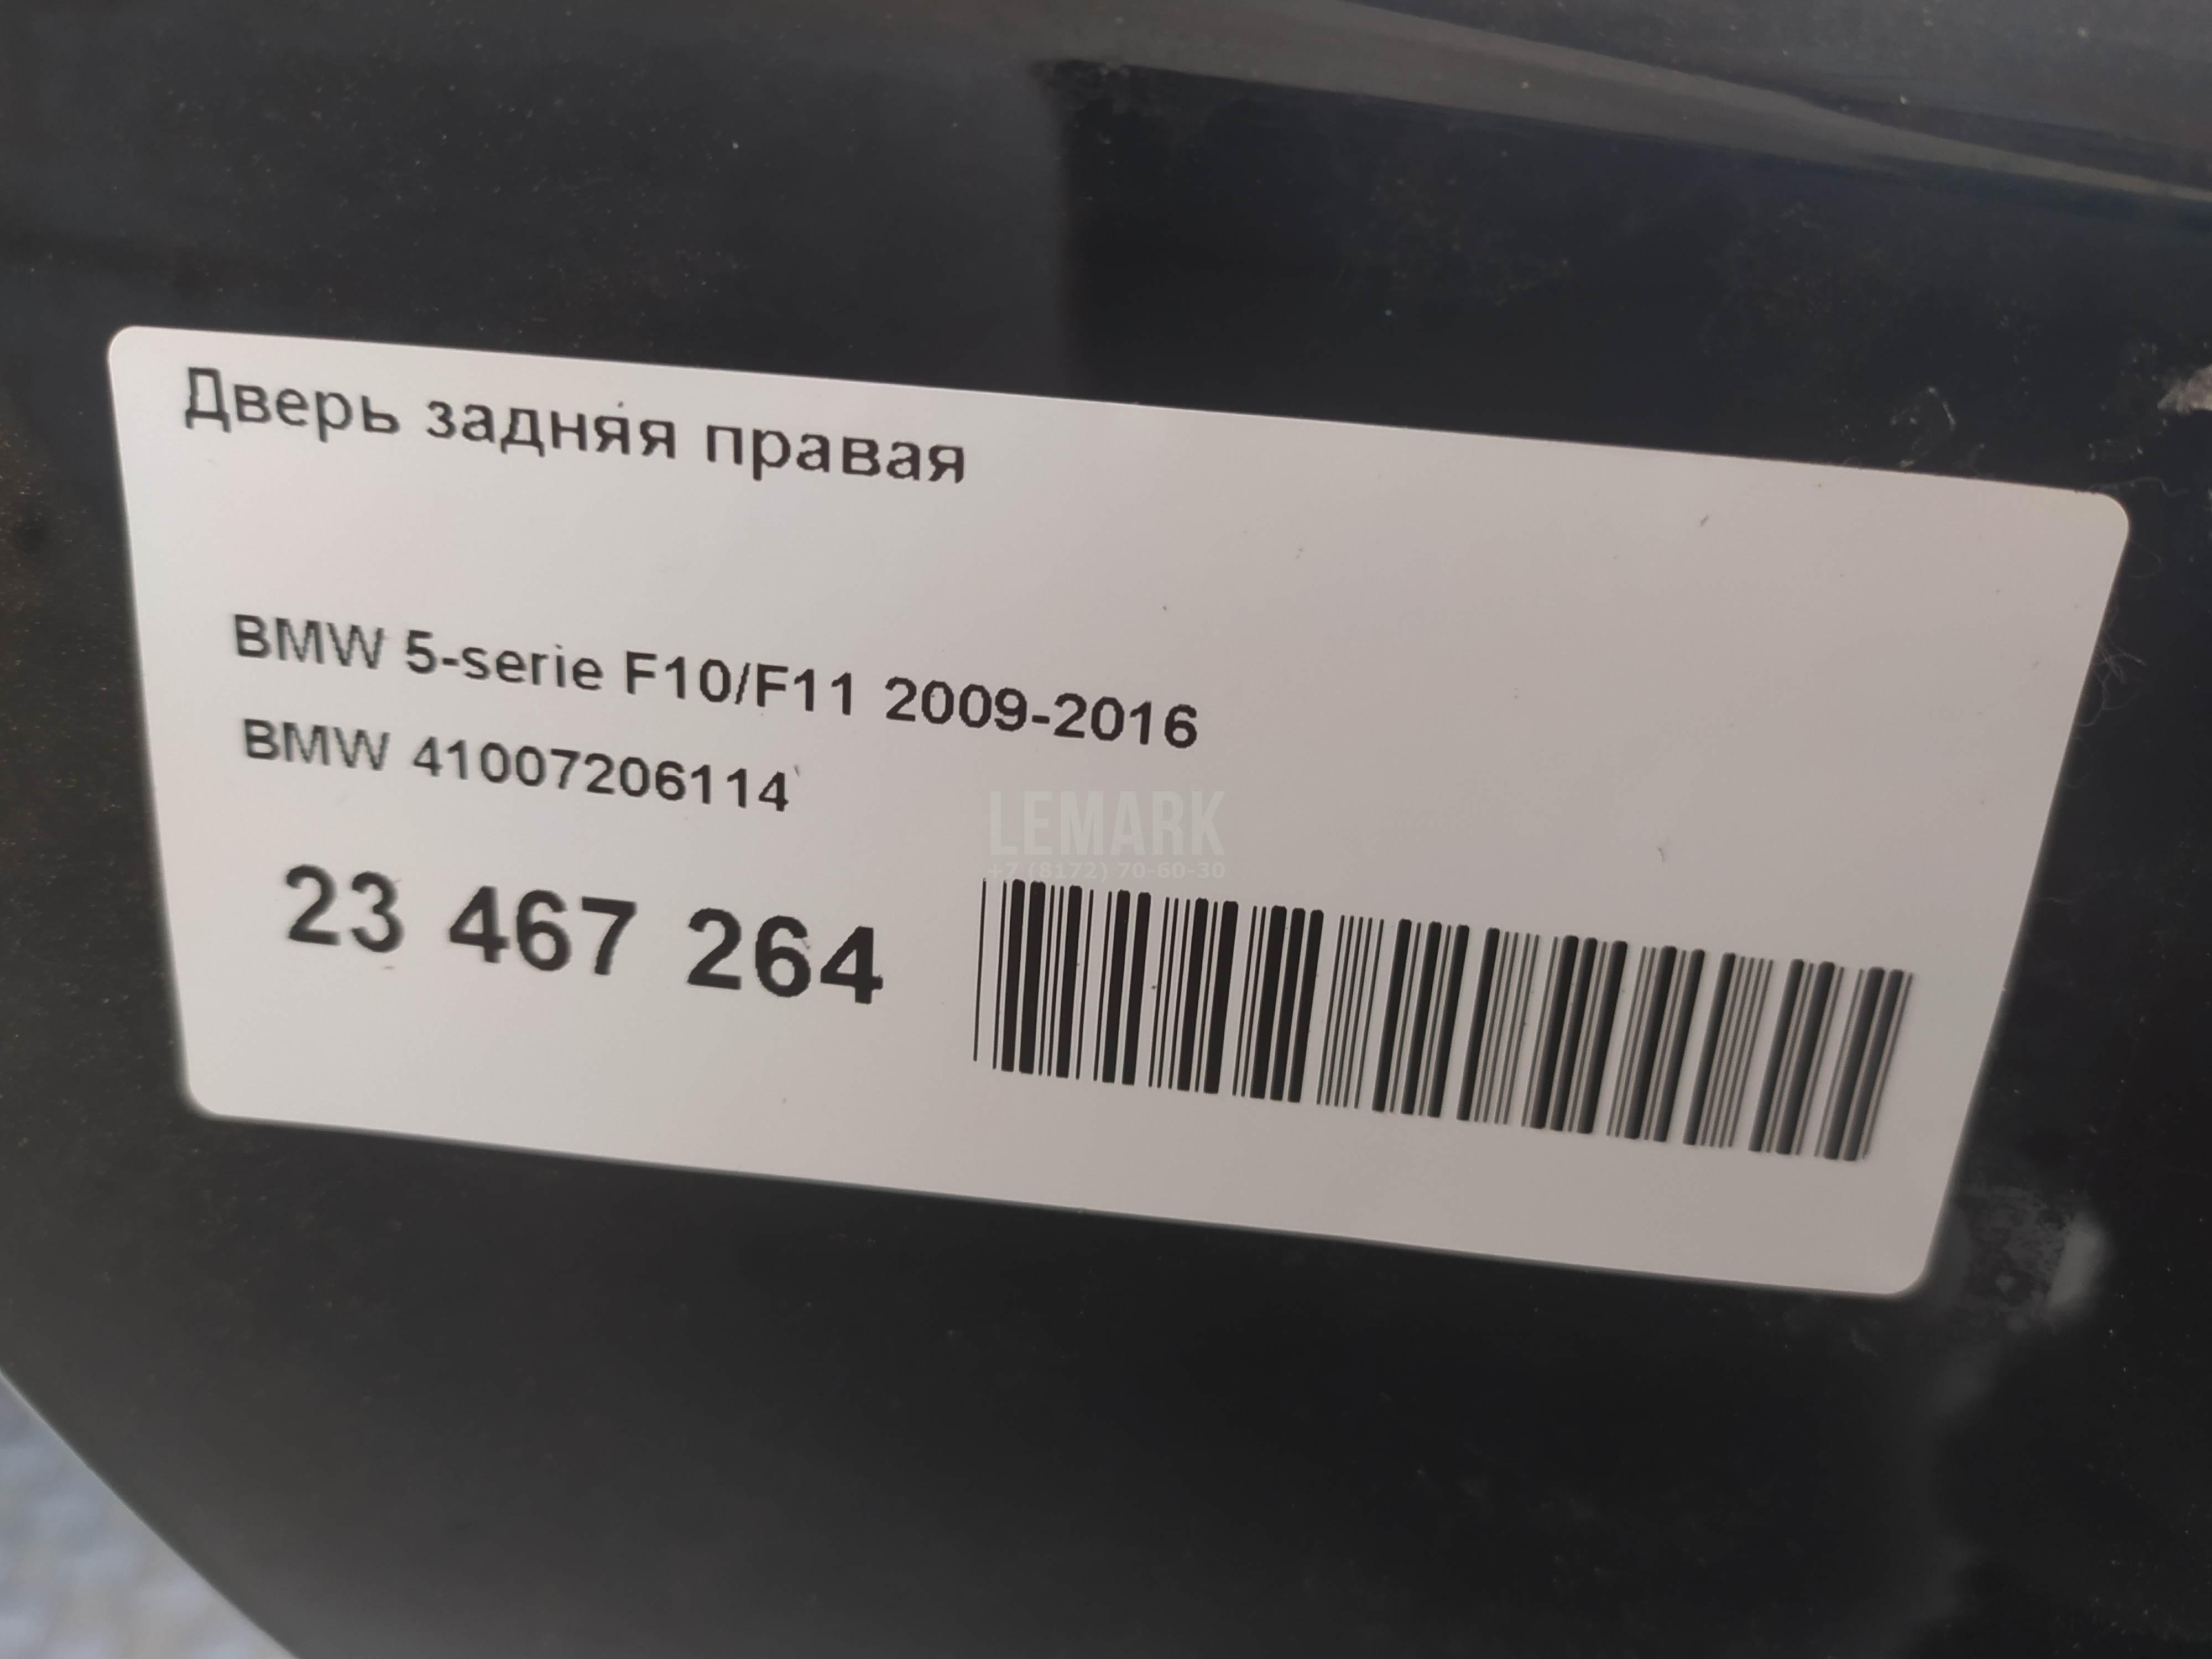 Дверь задняя правая
BMW 5-serie F10/F11 2009-2016
BMW 41007206114
LEMARK
+7 (8172) 70-60-30
23 467 264